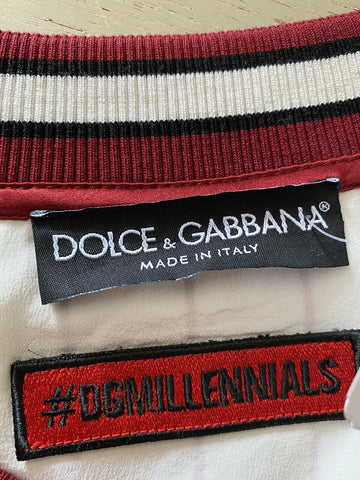 DOLCE & GABBANA®
MADE IN ITALY
#DGMILLENNIALS